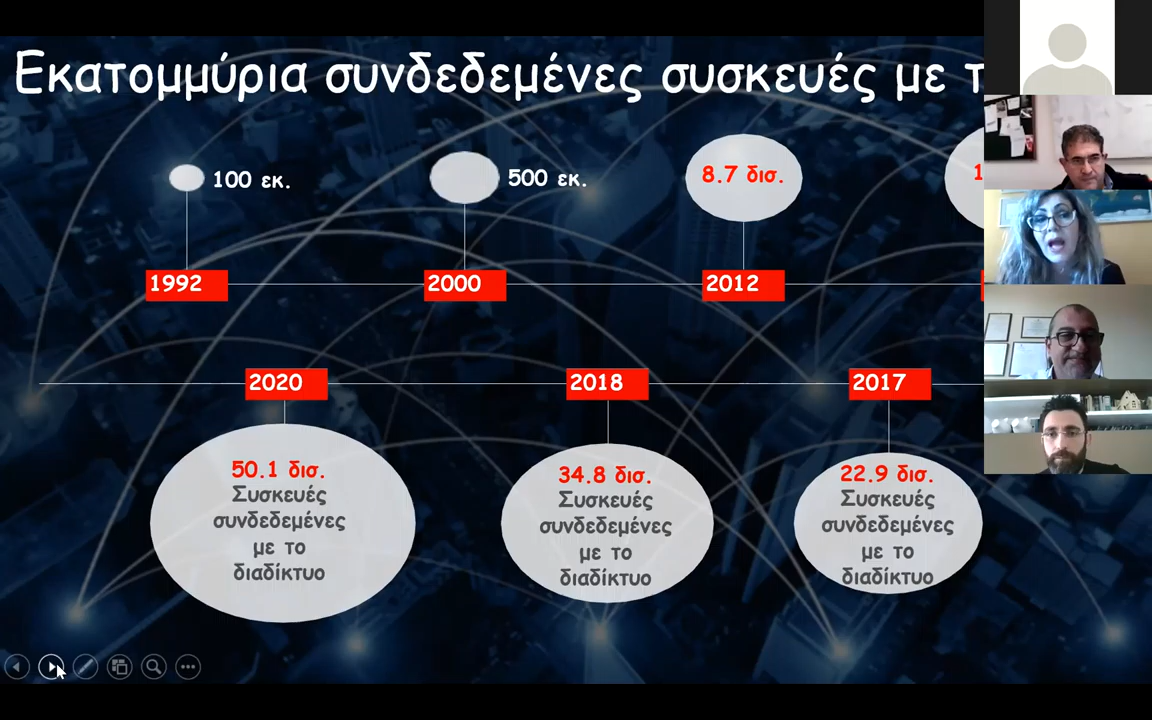 Εκατομμύρια συνδεδεμένες συσκευές με τ
100 εκ.
500 εκ.
8.7 δισ.
1992
2000
2012
2020
2018
2017
50.1 δισ.
Συσκευές
συνδεδεμένες
με το
διαδίκτυο
34.8 δισ.
Συσκευές
συνδεδεμένες
με το
διαδίκτυο
22.9 δισ.
Συσκευές
συνδεδεμένες
με το
διαδίκτυο